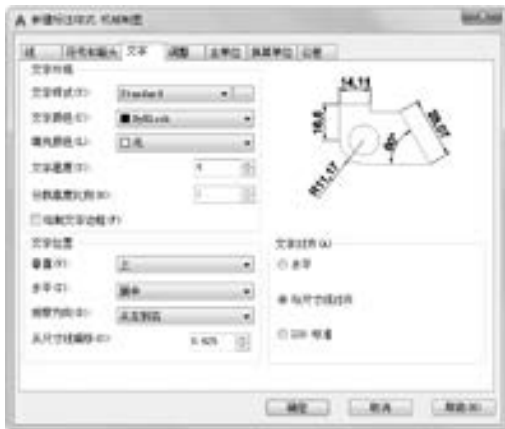 新建标注样式: 机械制图
线 符号和箭头 文字 调整 主单位 换算单位 公差
文字外观
文字样式(Y): Standard
文字颜色(C): ByBlock
填充颜色(L): 无
文字高度(T):
分数高度比例(H):
绘制文字边框(F)
文字位置
垂直(V): 上
水平(Z): 居中
观察方向(D): 从左到右
从尺寸线偏移(O): 0.625
14,11
16,6
28,07
60°
R11,17
文字对齐(A)
水平
与尺寸线对齐
ISO 标准
确定 取消 帮助(H)